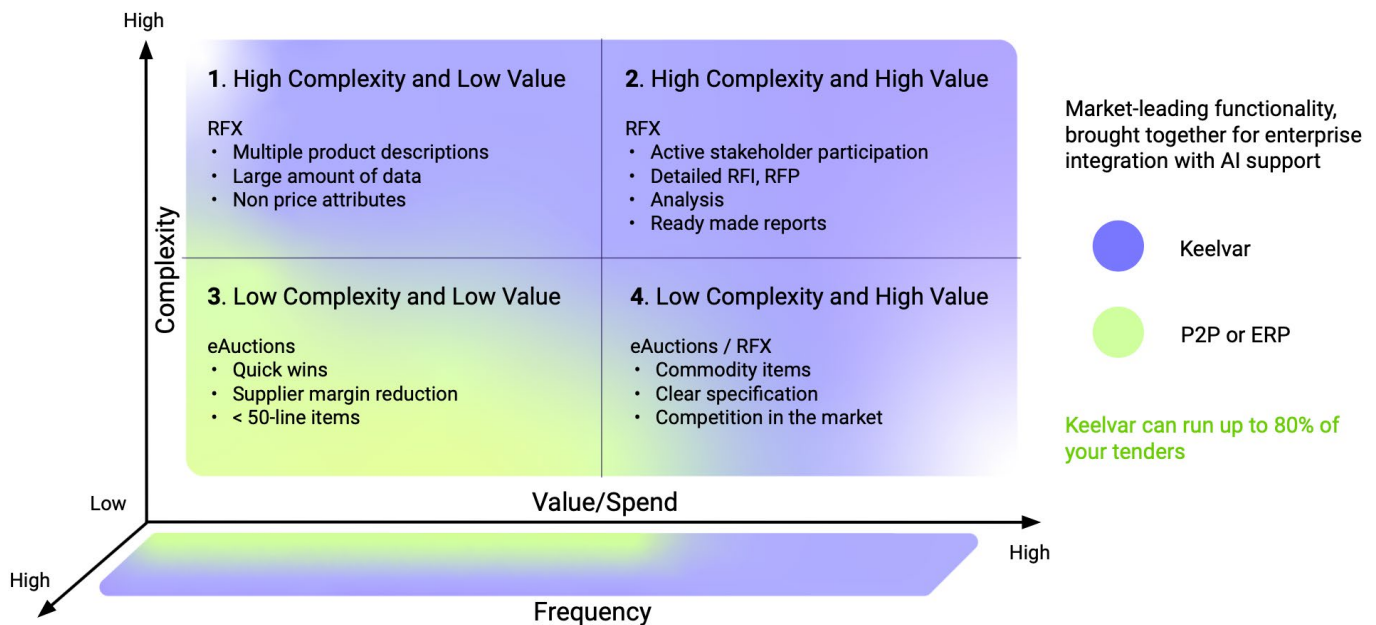 High
1. High Complexity and Low Value
RFX
• Multiple product descriptions
• Large amount of data
• Non price attributes
2. High Complexity and High Value
RFX
• Active stakeholder participation
• Detailed RFI, RFP
• Analysis
• Ready made reports
Complexity
3. Low Complexity and Low Value
eAuctions
• Quick wins
• Supplier margin reduction
• < 50-line items
4. Low Complexity and High Value
eAuctions / RFX
• Commodity items
• Clear specification
• Competition in the market
Low
Value/Spend
High
High
Frequency
Market-leading functionality,
brought together for enterprise
integration with AI support
Keelvar
P2P or ERP
Keelvar can run up to 80% of
your tenders